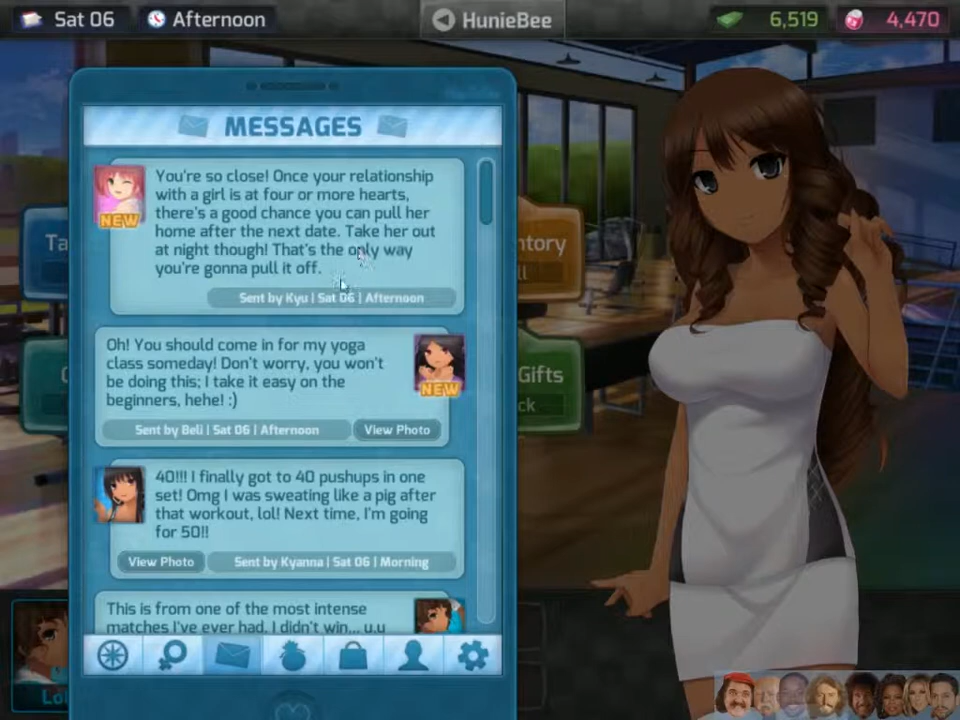 Sat 06
Afternoon
HunieBee
6,519
4,470
MESSAGES
You're so close! Once your relationship
with a girl is at four or more hearts,
there's a good chance you can pull her
home after the next date. Take her out
at night though! That's the only way
you're gonna pull it off.
NEW
Sent by Kyu | Sat 06 | Afternoon
Oh! You should come in for my yoga
class someday! Don't worry, you won't
be doing this; I take it easy on the
beginners, hehe! :)
NEW
Sent by Beli | Sat 06 | Afternoon
View Photo
40!!! I finally got to 40 pushups in one
set! Omg I was sweating like a pig after
that workout, lol! Next time, I'm going
for 50!!
View Photo
Sent by Kyanna | Sat 06 | Morning
This is from one of the most intense
matches I've ever had. I didn't win... u.u
Gifts